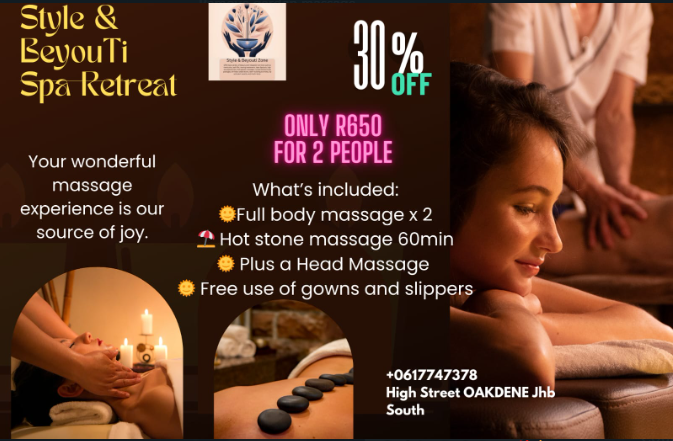 Style &
BeyouTi
Spa Retreat
Style & Beyouti Zone
30% OFF
ONLY R650
FOR 2 PEOPLE
Your wonderful
massage
experience is our
source of joy.
What's included:
🌞Full body massage x 2
⛱️ Hot stone massage 60min
🌞 Plus a Head Massage
🌞 Free use of gowns and slippers
+0617747378
High Street OAKDENE Jhb
South